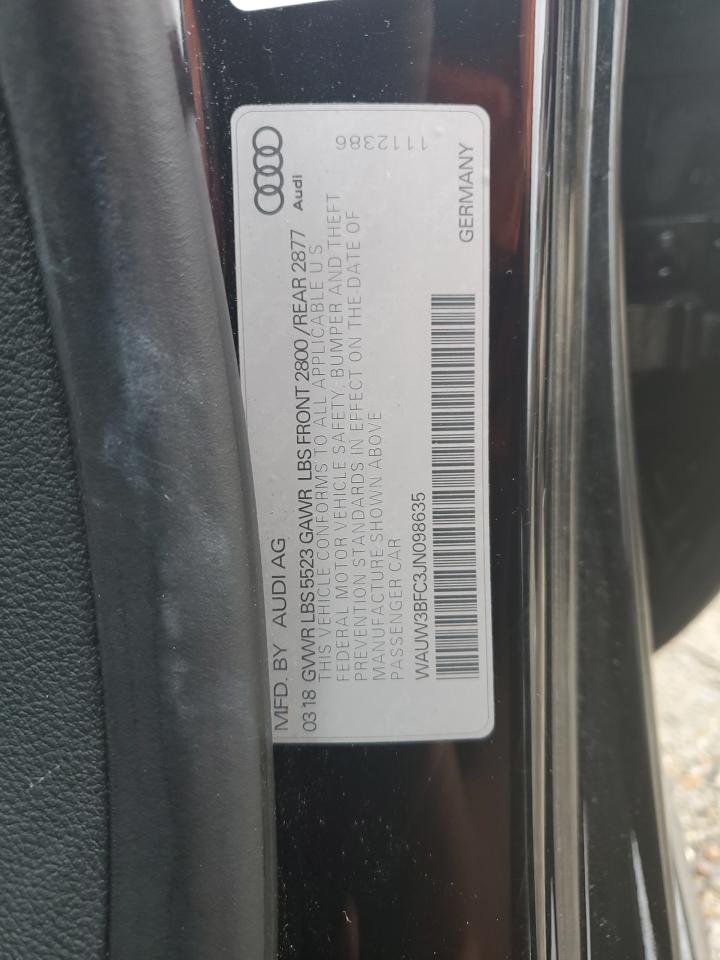 MFD. BY AUDI AG
0318 GVWR LBS 5523 GAWR LBS FRONT 2800 / REAR 2877
THIS VEHICLE CONFORMS TO ALL APPLICABLE U S
FEDERAL MOTOR VEHICLE SAFETY, BUMPER AND THEFT
PREVENTION STANDARDS IN EFFECT ON THE DATE OF
MANUFACTURE SHOWN ABOVE
PASSENGER CAR
WAUW3BFC3JN098635
Audi
1112386
GERMANY